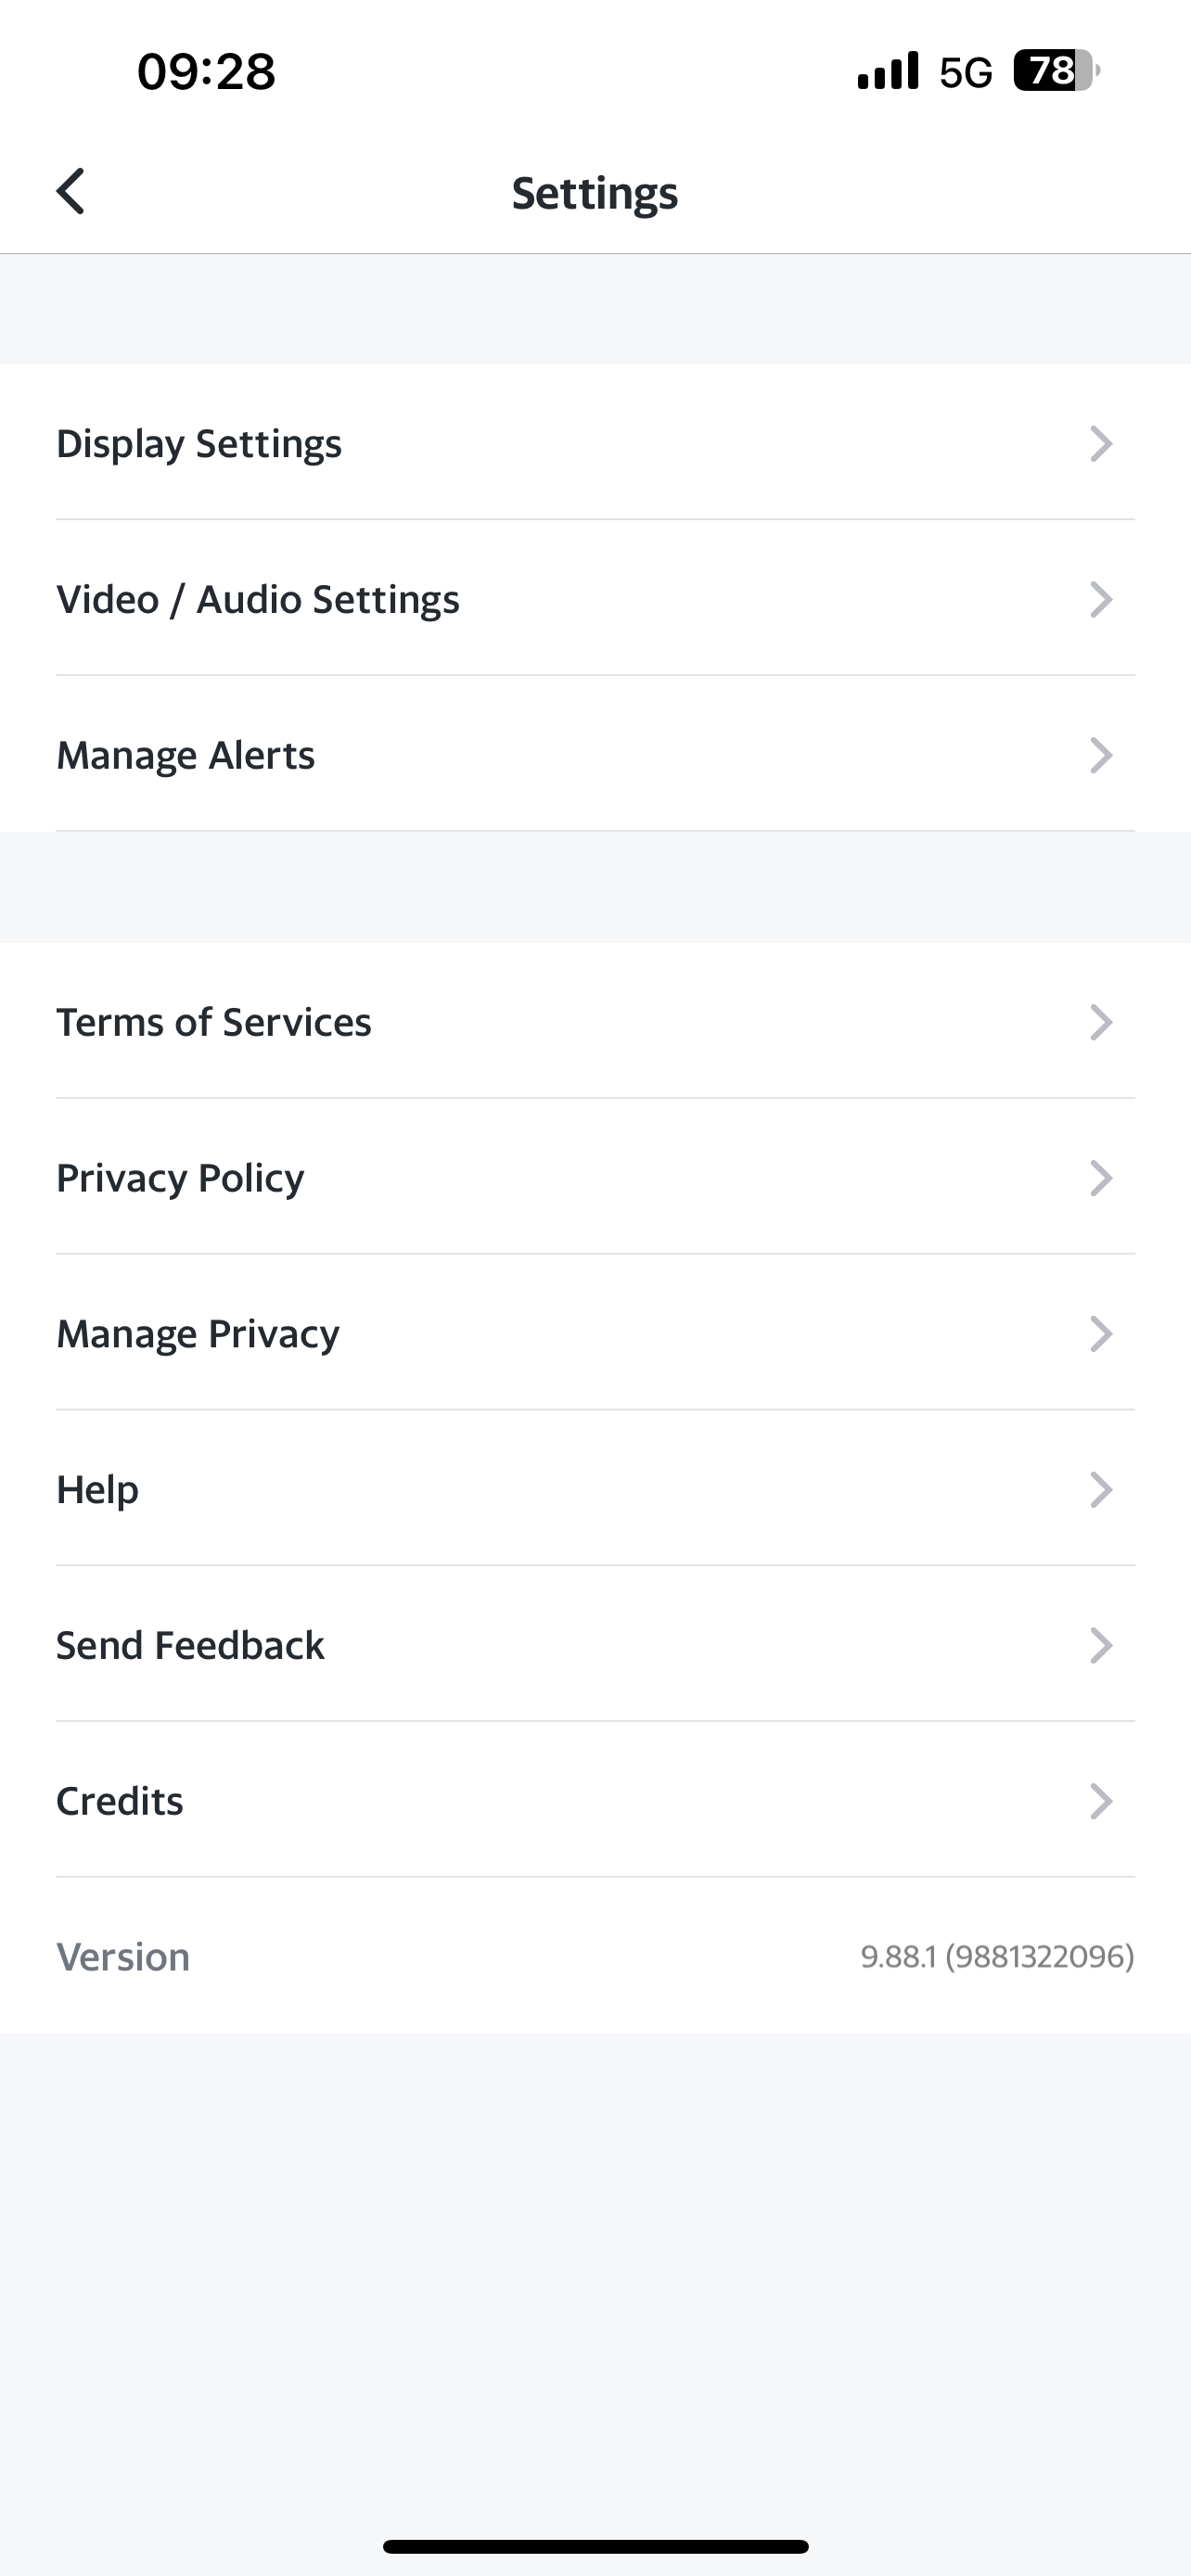 09:28 5G 78
Settings
Display Settings
Video / Audio Settings
Manage Alerts
Terms of Services
Privacy Policy
Manage Privacy
Help
Send Feedback
Credits
Version 9.88.1 (9881322096)